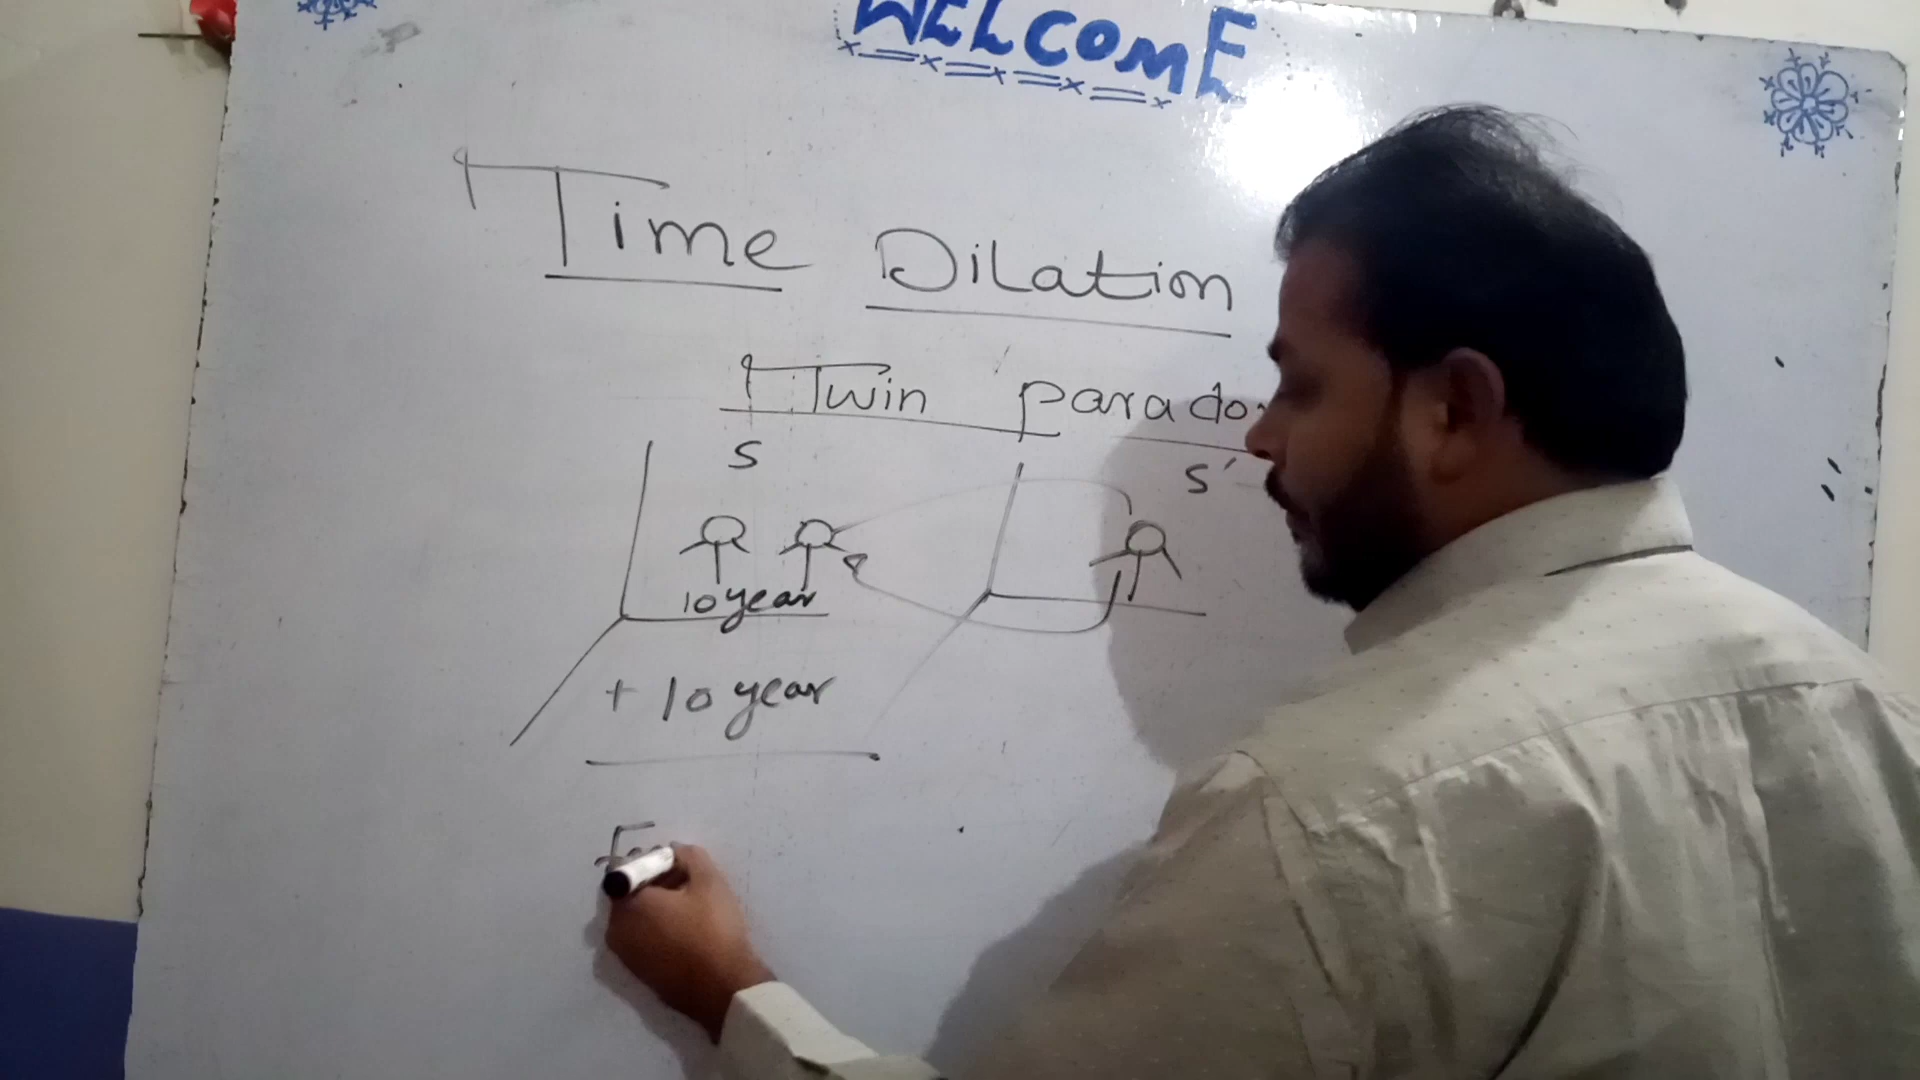 WELCOME
Time Dilation
Twin parado
S
S′
10 year
+ 10 year